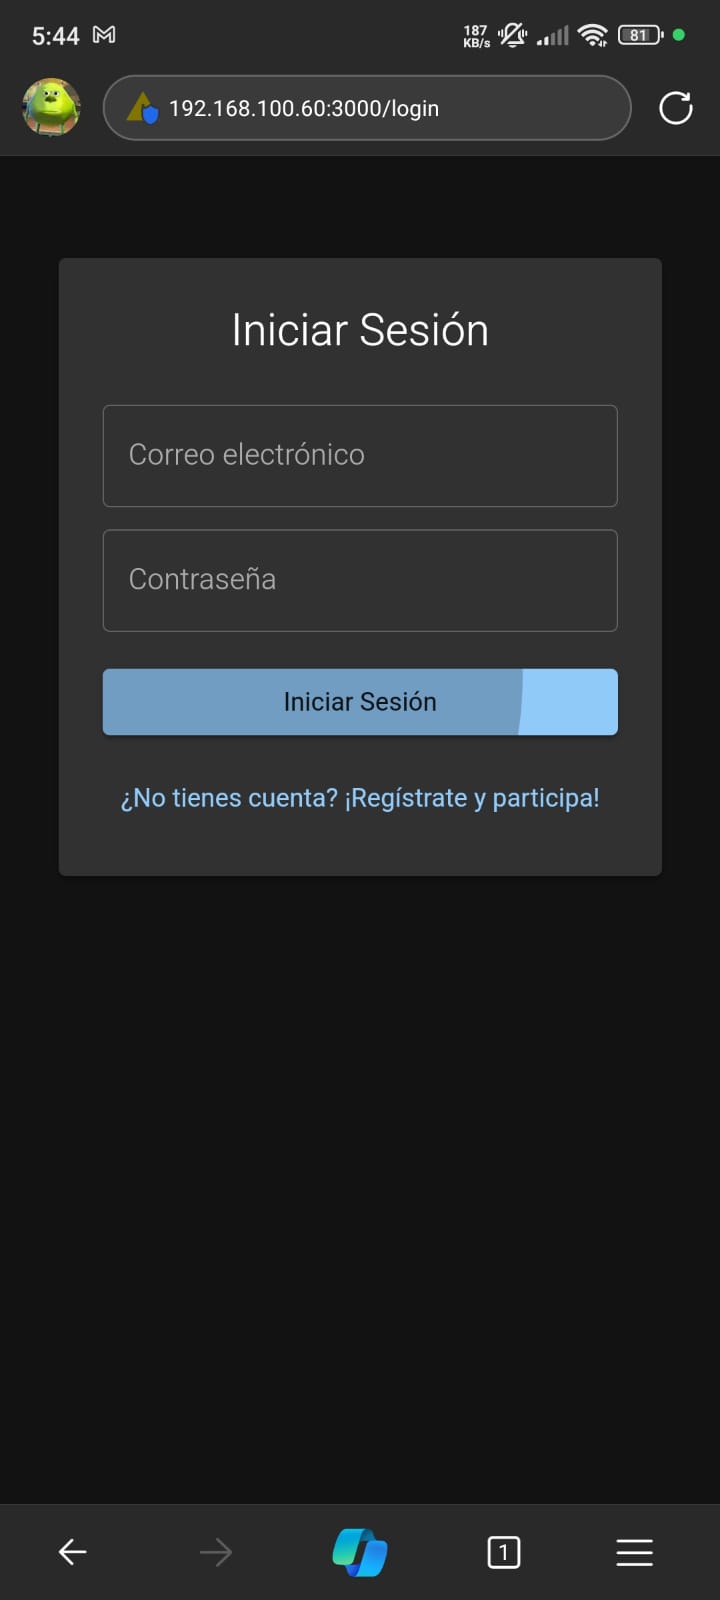 5:44
187
KB/s
81
192.168.100.60:3000/login
Iniciar Sesión
Correo electrónico
Contraseña
Iniciar Sesión
¿No tienes cuenta? ¡Regístrate y participa!
1